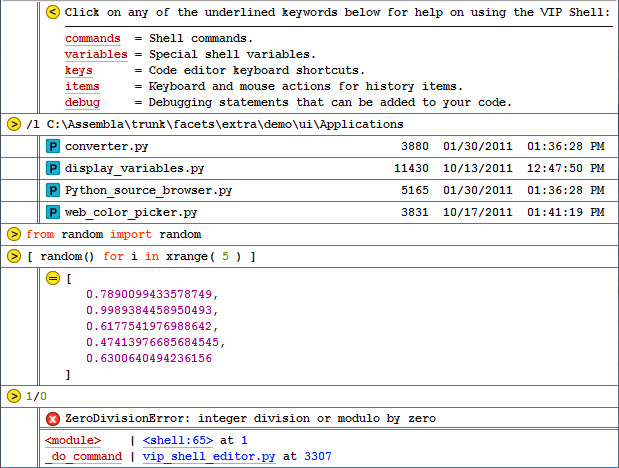 < Click on any of the underlined keywords below for help on using the VIP Shell:
commands = Shell commands.
variables = Special shell variables.
keys = Code editor keyboard shortcuts.
items = Keyboard and mouse actions for history items.
debug = Debugging statements that can be added to your code.
> /l C:\Assembla\trunk\facets\extra\demo\ui\Applications
P converter.py 3880 01/30/2011 01:36:28 PM
P display_variables.py 11430 10/13/2011 12:47:50 PM
P Python_source_browser.py 5165 01/30/2011 01:36:28 PM
P web_color_picker.py 3831 10/17/2011 01:41:19 PM
> from random import random
> [ random() for i in xrange( 5 ) ]
= [
0.7890099433578749,
0.9989384458950493,
0.6177541976988642,
0.47413976685684545,
0.6300640494236156
]
> 1/0
x ZeroDivisionError: integer division or modulo by zero
<module> | <shell:65> at 1
_do_command | vip_shell_editor.py at 3307